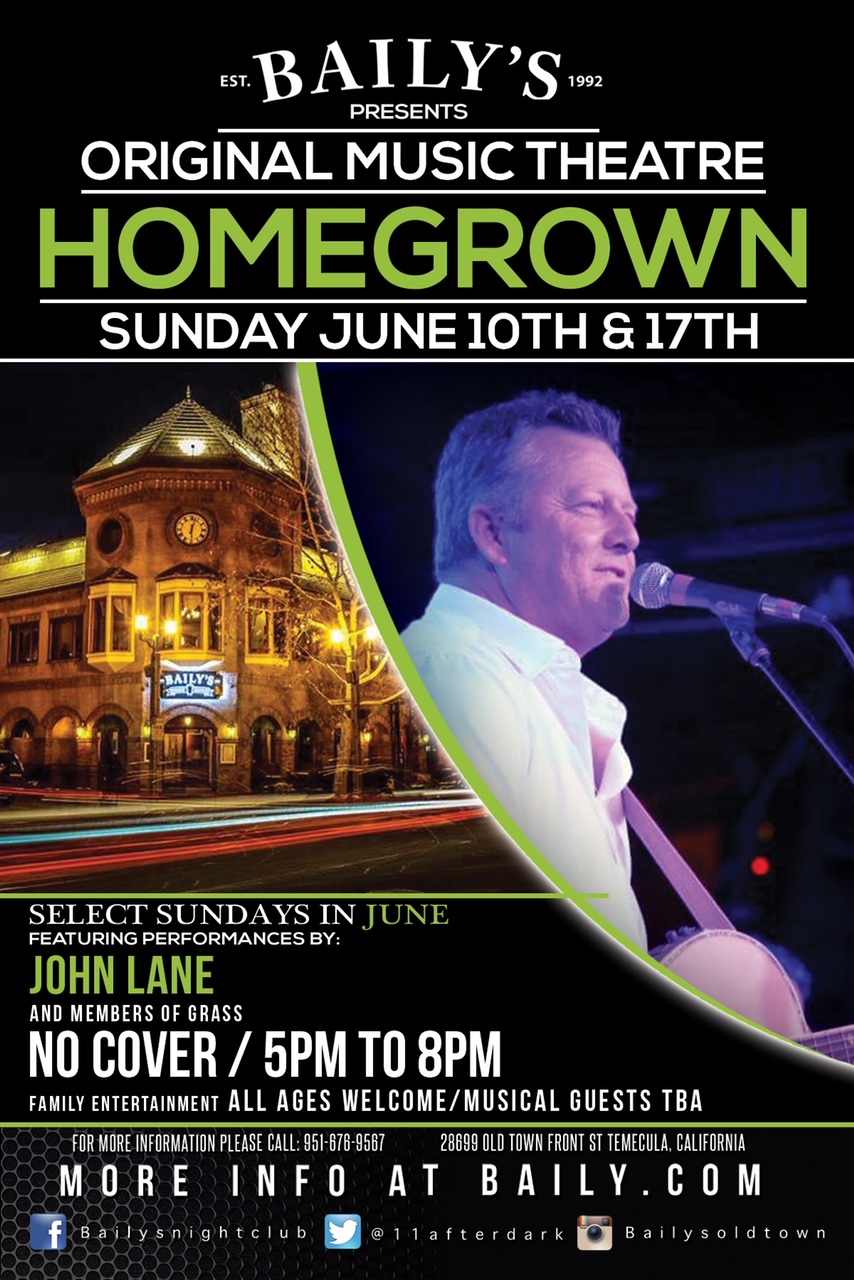 EST. BAILY'S 1992
PRESENTS
ORIGINAL MUSIC THEATRE
HOMEGROWN
SUNDAY JUNE 10TH & 17TH
BAILY'S
SELECT SUNDAYS IN JUNE
FEATURING PERFORMANCES BY:
JOHN LANE
AND MEMBERS OF GRASS
NO COVER / 5PM TO 8PM
FAMILY ENTERTAINMENT ALL AGES WELCOME/MUSICAL GUESTS TBA
FOR MORE INFORMATION PLEASE CALL: 951-676-9567 28699 OLD TOWN FRONT ST TEMECULA, CALIFORNIA
MORE INFO AT BAILY.COM
f Bailysnightclub @11afterdark Bailysoldtown